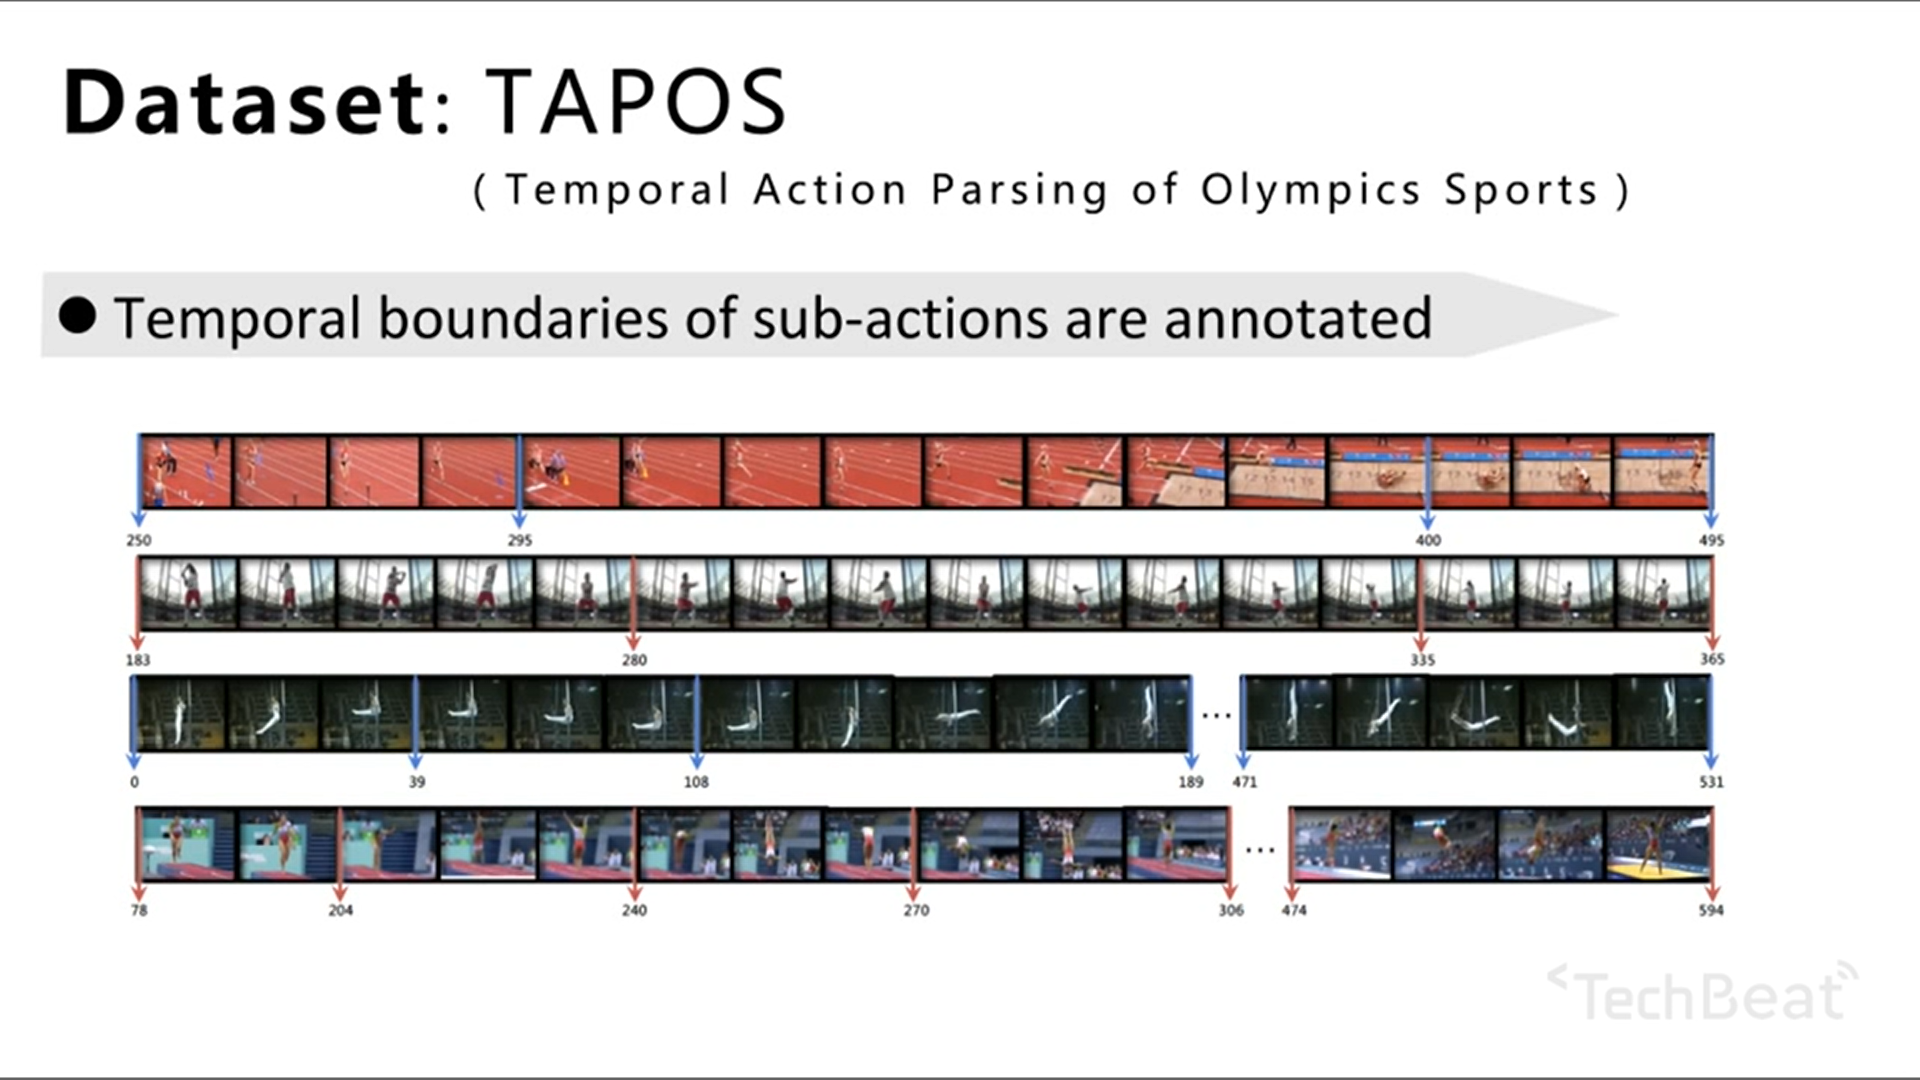 Dataset: TAPOS
( Temporal Action Parsing of Olympics Sports )
● Temporal boundaries of sub-actions are annotated
250 295 400 495
183 280 335 365
...
0 39 108 189 471 531
...
78 204 240 270 306 474 594
TechBeat